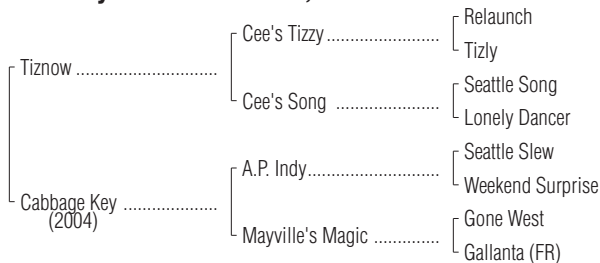 Relaunch
Cee's Tizzy
Tizly
Tiznow
Seattle Song
Cee's Song
Lonely Dancer
Seattle Slew
A.P. Indy
Weekend Surprise
Cabbage Key
(2004)
Gone West
Mayville's Magic
Gallanta (FR)